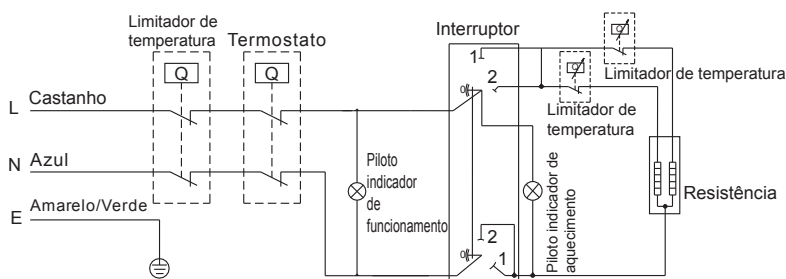 Limitador de
temperatura
Termostato
Interruptor
Q
Q
1
2
Limitador de temperatura
Limitador de
temperatura
L
Castanho
N
Azul
E
Amarelo/Verde
Piloto
indicador
de
funcionamento
Piloto indicador de
aquecimento
Resistência
2
1